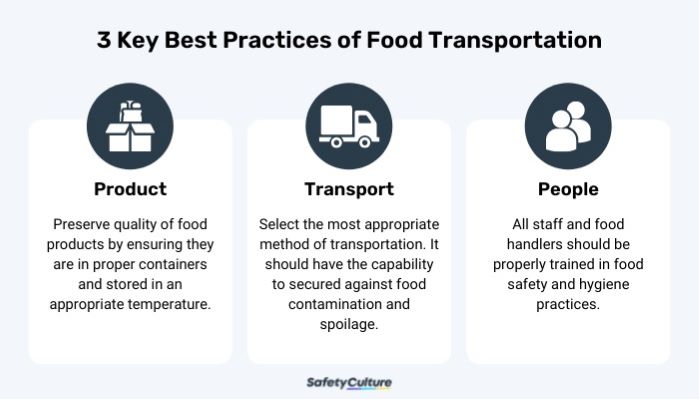 3 Key Best Practices of Food Transportation
Product
Preserve quality of food
products by ensuring they
are in proper containers
and stored in an
appropriate temperature.
Transport
Select the most appropriate
method of transportation. It
should have the capability
to secured against food
contamination and
spoilage.
People
All staff and food
handlers should be
properly trained in food
safety and hygiene
practices.
SafetyCulture